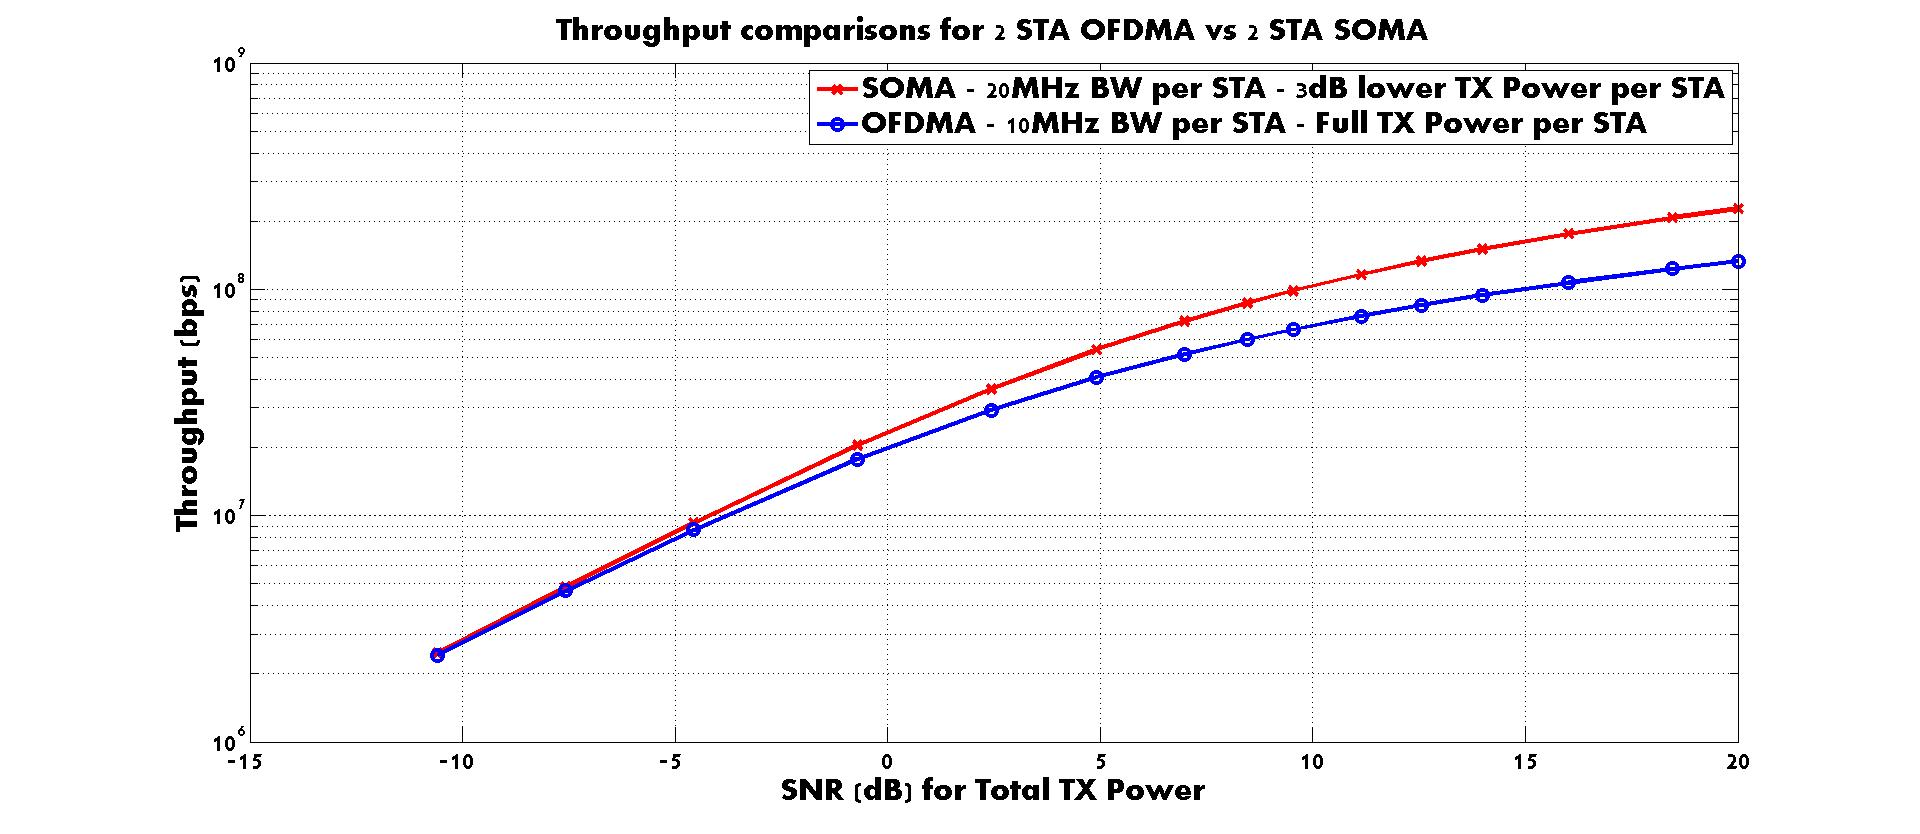 Throughput comparisons for 2 STA OFDMA vs 2 STA SOMA
SOMA - 20MHz BW per STA - 3dB lower TX Power per STA
OFDMA - 10MHz BW per STA - Full TX Power per STA
Throughput (bps)
10^9
10^8
10^7
10^6
-15 -10 -5 0 5 10 15 20
SNR (dB) for Total TX Power